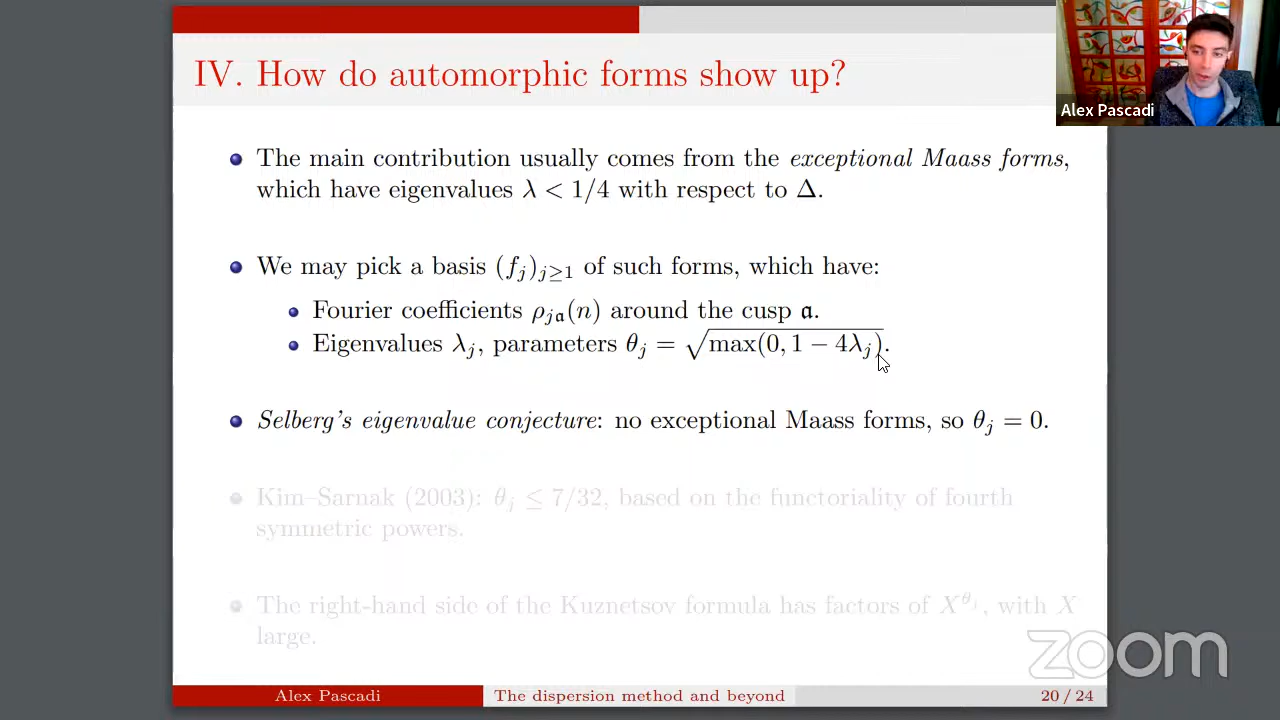 IV. How do automorphic forms show up?
Alex Pascadi
• The main contribution usually comes from the exceptional Maass forms,
which have eigenvalues λ < 1/4 with respect to Δ.
• We may pick a basis (f_j)_{j≥1} of such forms, which have:
• Fourier coefficients ρ_{j𝔞}(n) around the cusp 𝔞.
• Eigenvalues λ_j, parameters θ_j = √max(0, 1 − 4λ_j).
• Selberg's eigenvalue conjecture: no exceptional Maass forms, so θ_j = 0.
• Kim–Sarnak (2003): θ_j ≤ 7/32, based on the functoriality of fourth
symmetric powers.
• The right-hand side of the Kuznetsov formula has factors of X^{θ_j}, with X
large.
zoom
Alex Pascadi
The dispersion method and beyond
20 / 24